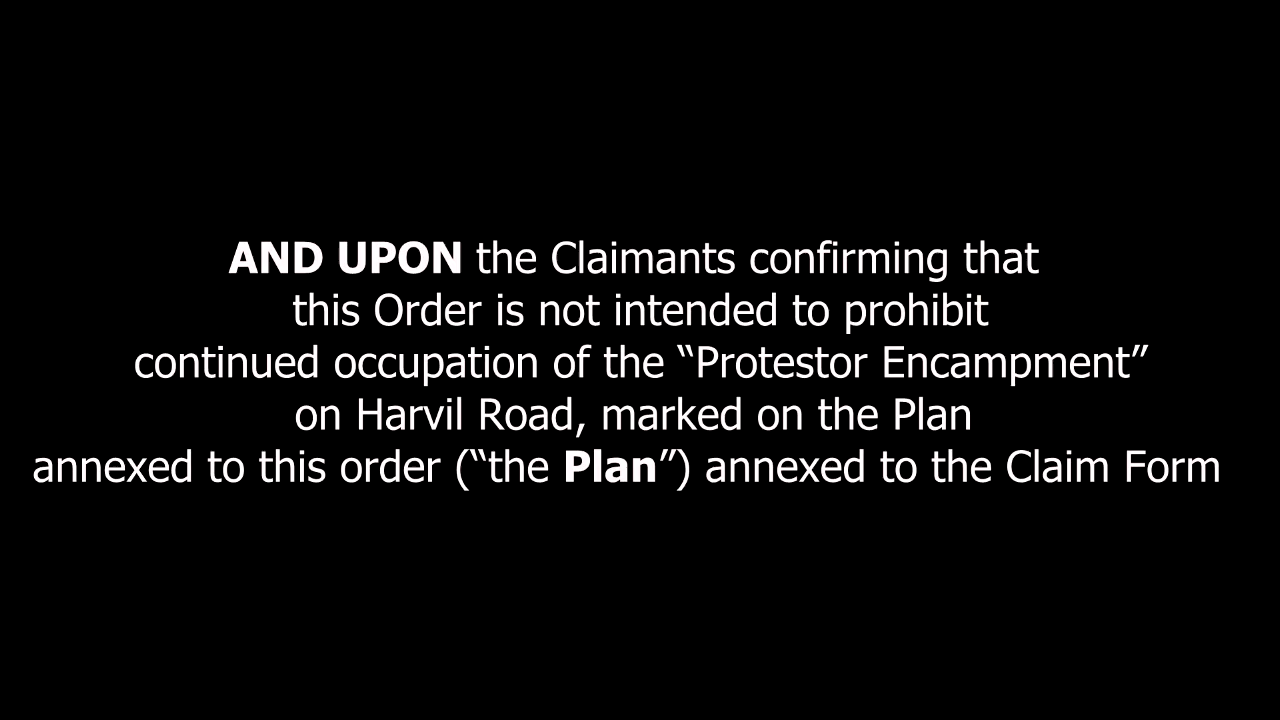 AND UPON the Claimants confirming that
this Order is not intended to prohibit
continued occupation of the “Protestor Encampment”
on Harvil Road, marked on the Plan
annexed to this order (“the Plan”) annexed to the Claim Form